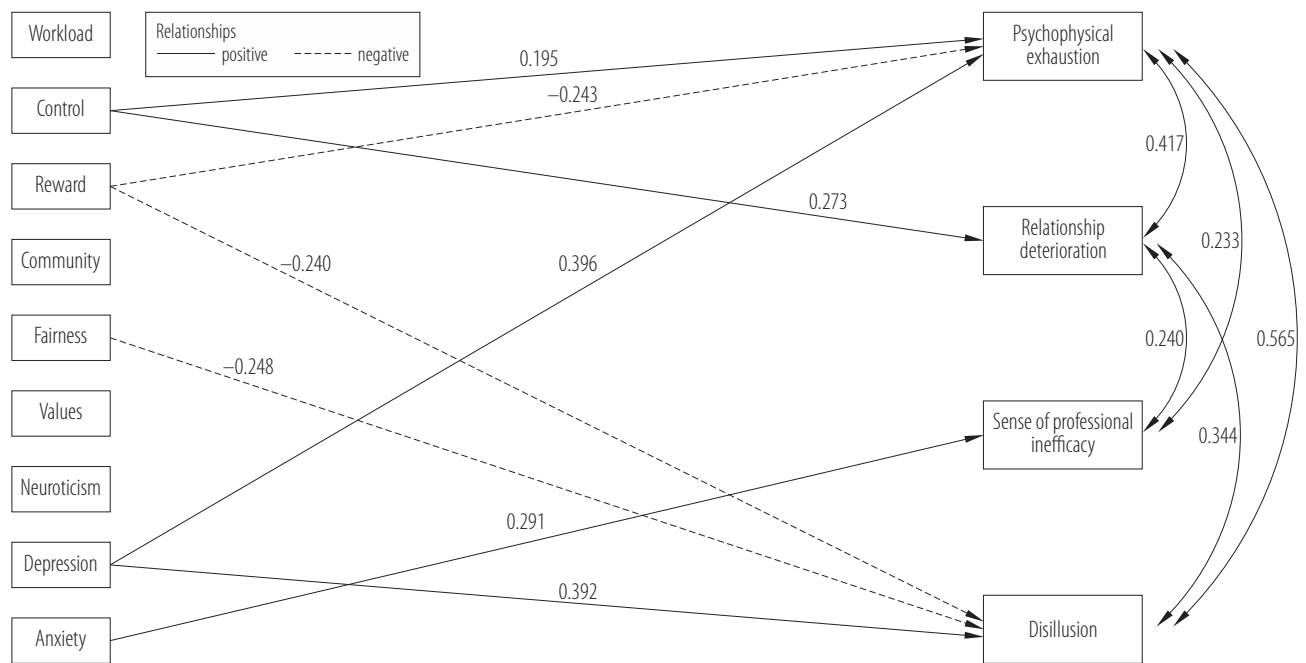 Workload
Relationships
positive
negative
Psychophysical
exhaustion
0.195
−0.243
Control
0.417
Reward
0.273
Relationship
deterioration
0.233
−0.240
0.396
Community
Fairness
0.240
0.565
−0.248
Values
Sense of professional
inefficacy
0.344
Neuroticism
0.291
Depression
0.392
Disillusion
Anxiety